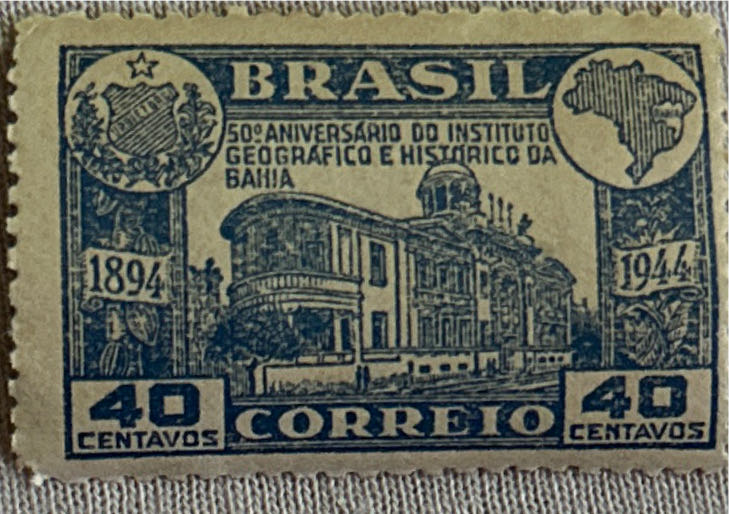 BRASIL
50º ANIVERSÁRIO DO INSTITUTO
GEOGRÁFICO E HISTÓRICO DA
BAHIA
1894
1944
40
CENTAVOS
CORREIO
40
CENTAVOS